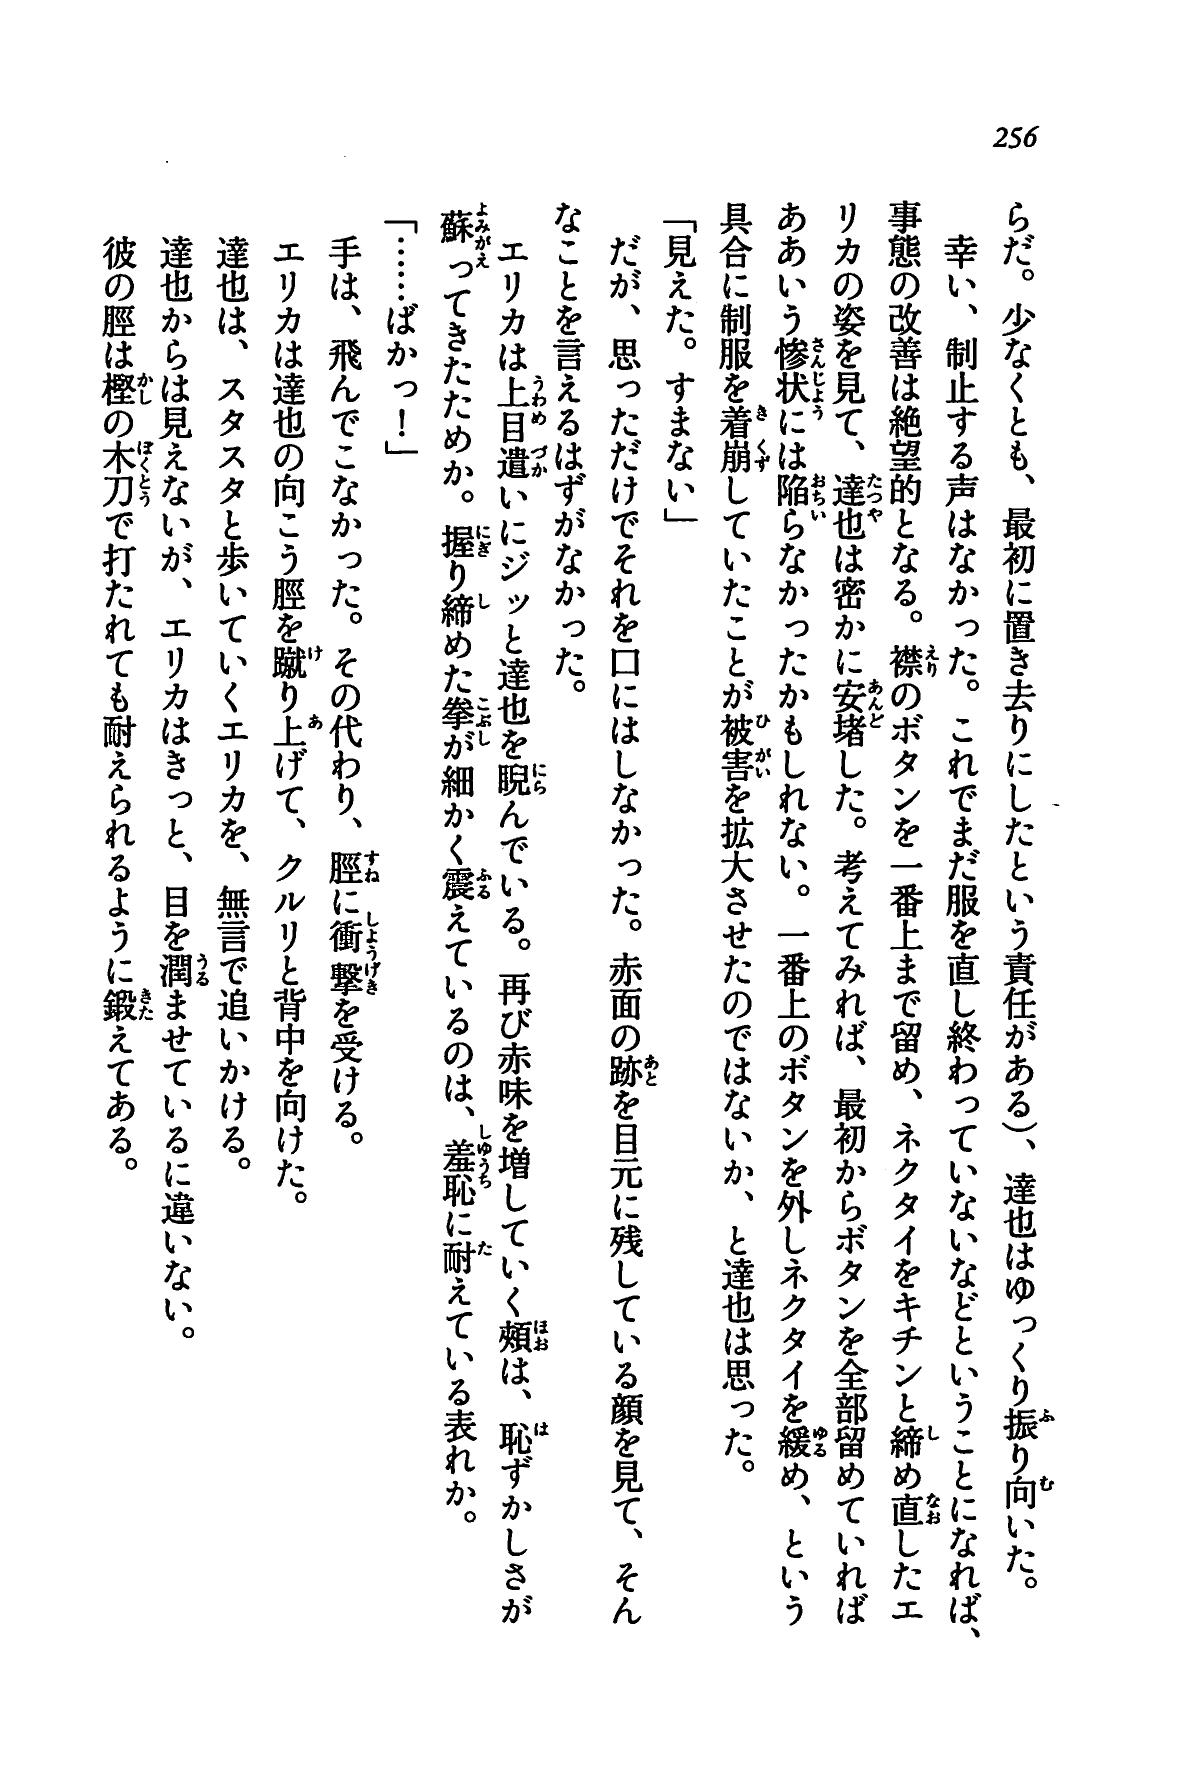 256
らだ。少なくとも、最初に置き去りにしたという責任がある）、達也はゆっくり振り向いた。
幸い、制止する声はなかった。これでまだ服を直し終わっていないなどということになれば、
事態の改善は絶望的となる。襟のボタンを一番上まで留め、ネクタイをキチンと締め直したエ
リカの姿を見て、達也は密かに安堵した。考えてみれば、最初からボタンを全部留めていれば
ああいう惨状には陥らなかったかもしれない。一番上のボタンを外しネクタイを緩め、という
具合に制服を着崩していたことが被害を拡大させたのではないか、と達也は思った。
「見えた。すまない」
だが、思っただけでそれを口にはしなかった。赤面の跡を目元に残している顔を見て、そん
なことを言えるはずがなかった。
エリカは上目遣いにジッと達也を睨んでいる。再び赤味を増していく頰は、恥ずかしさが
蘇ってきたためか。握り締めた拳が細かく震えているのは、羞恥に耐えている表れか。
「……ばかっ！」
手は、飛んでこなかった。その代わり、脛に衝撃を受ける。
エリカは達也の向こう脛を蹴り上げて、クルリと背中を向けた。
達也は、スタスタと歩いていくエリカを、無言で追いかける。
達也からは見えないが、エリカはきっと、目を潤ませているに違いない。
彼の脛は樫の木刀で打たれても耐えられるように鍛えてある。